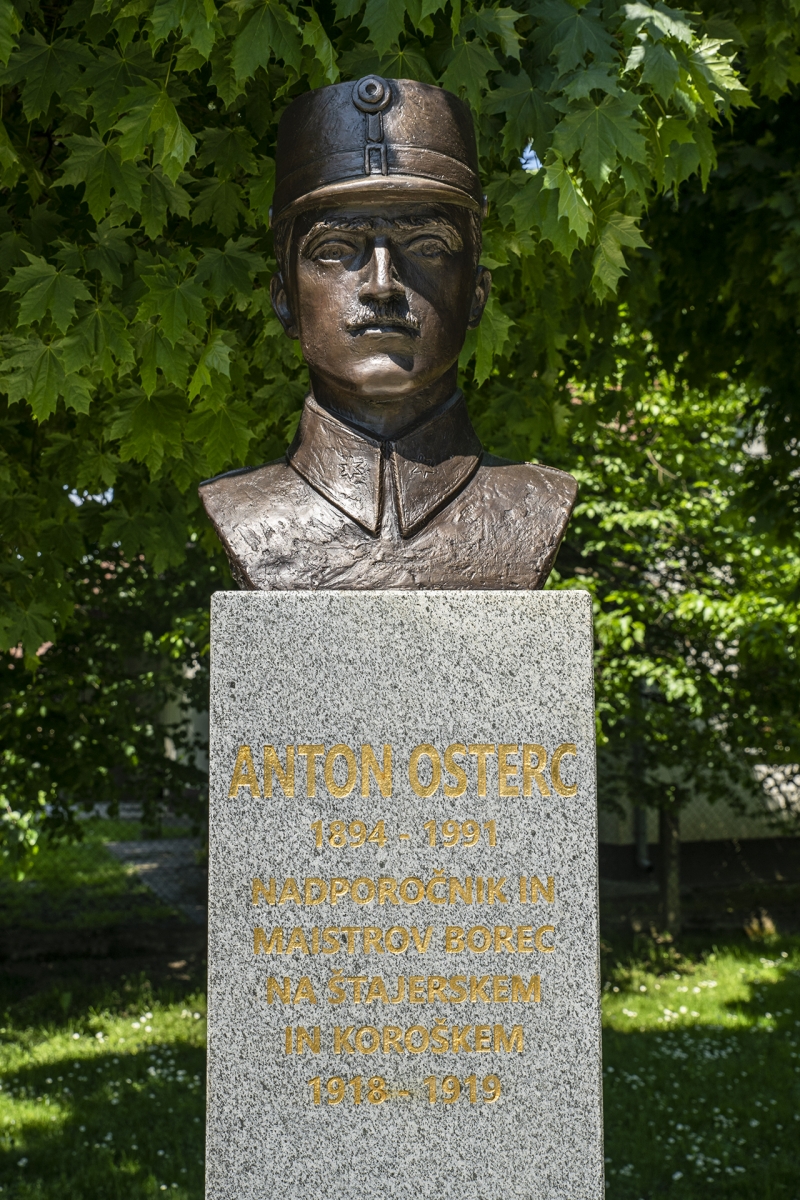 ANTON OSTERC
1894 - 1991
NADPOROČNIK IN
MAISTROV BOREC
NA ŠTAJERSKEM
IN KOROŠKEM
1918 - 1919